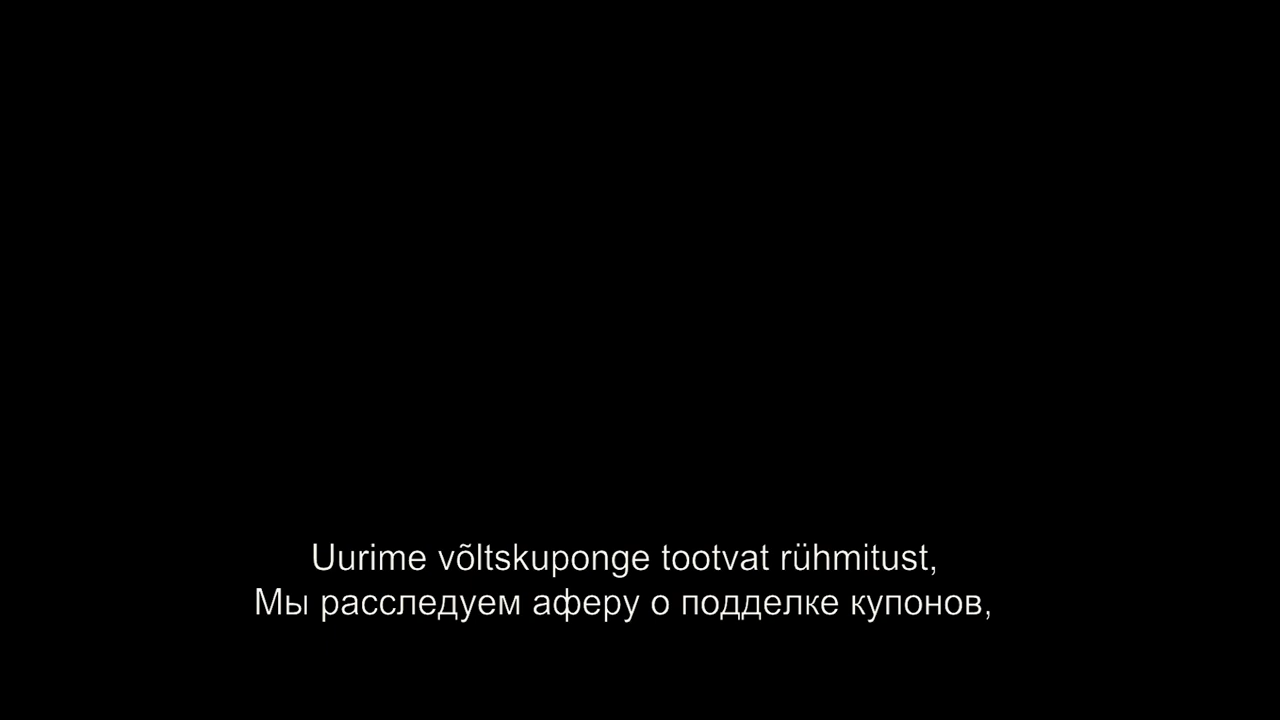 Uurime võltskuponge tootvat rühmitust,
Мы расследуем аферу о подделке купонов,